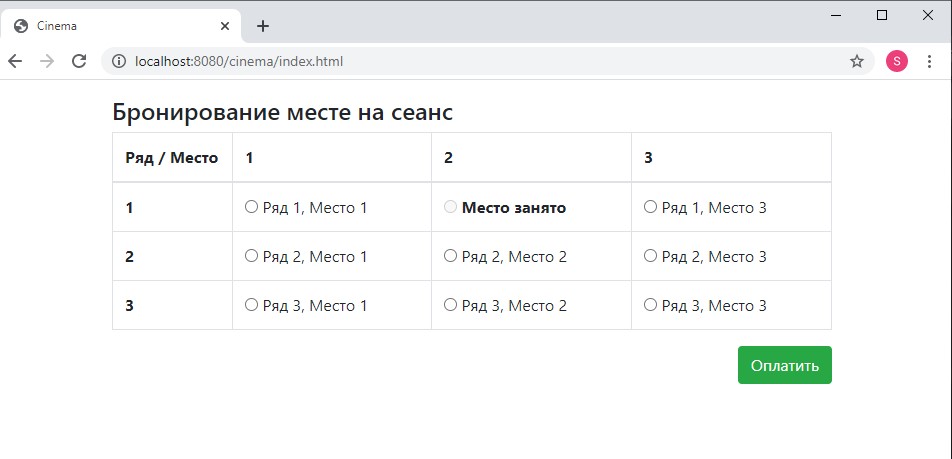 Cinema
localhost:8080/cinema/index.html
S
Бронирование месте на сеанс
Ряд / Место 1 2 3
1 Ряд 1, Место 1 Место занято Ряд 1, Место 3
2 Ряд 2, Место 1 Ряд 2, Место 2 Ряд 2, Место 3
3 Ряд 3, Место 1 Ряд 3, Место 2 Ряд 3, Место 3
Оплатить